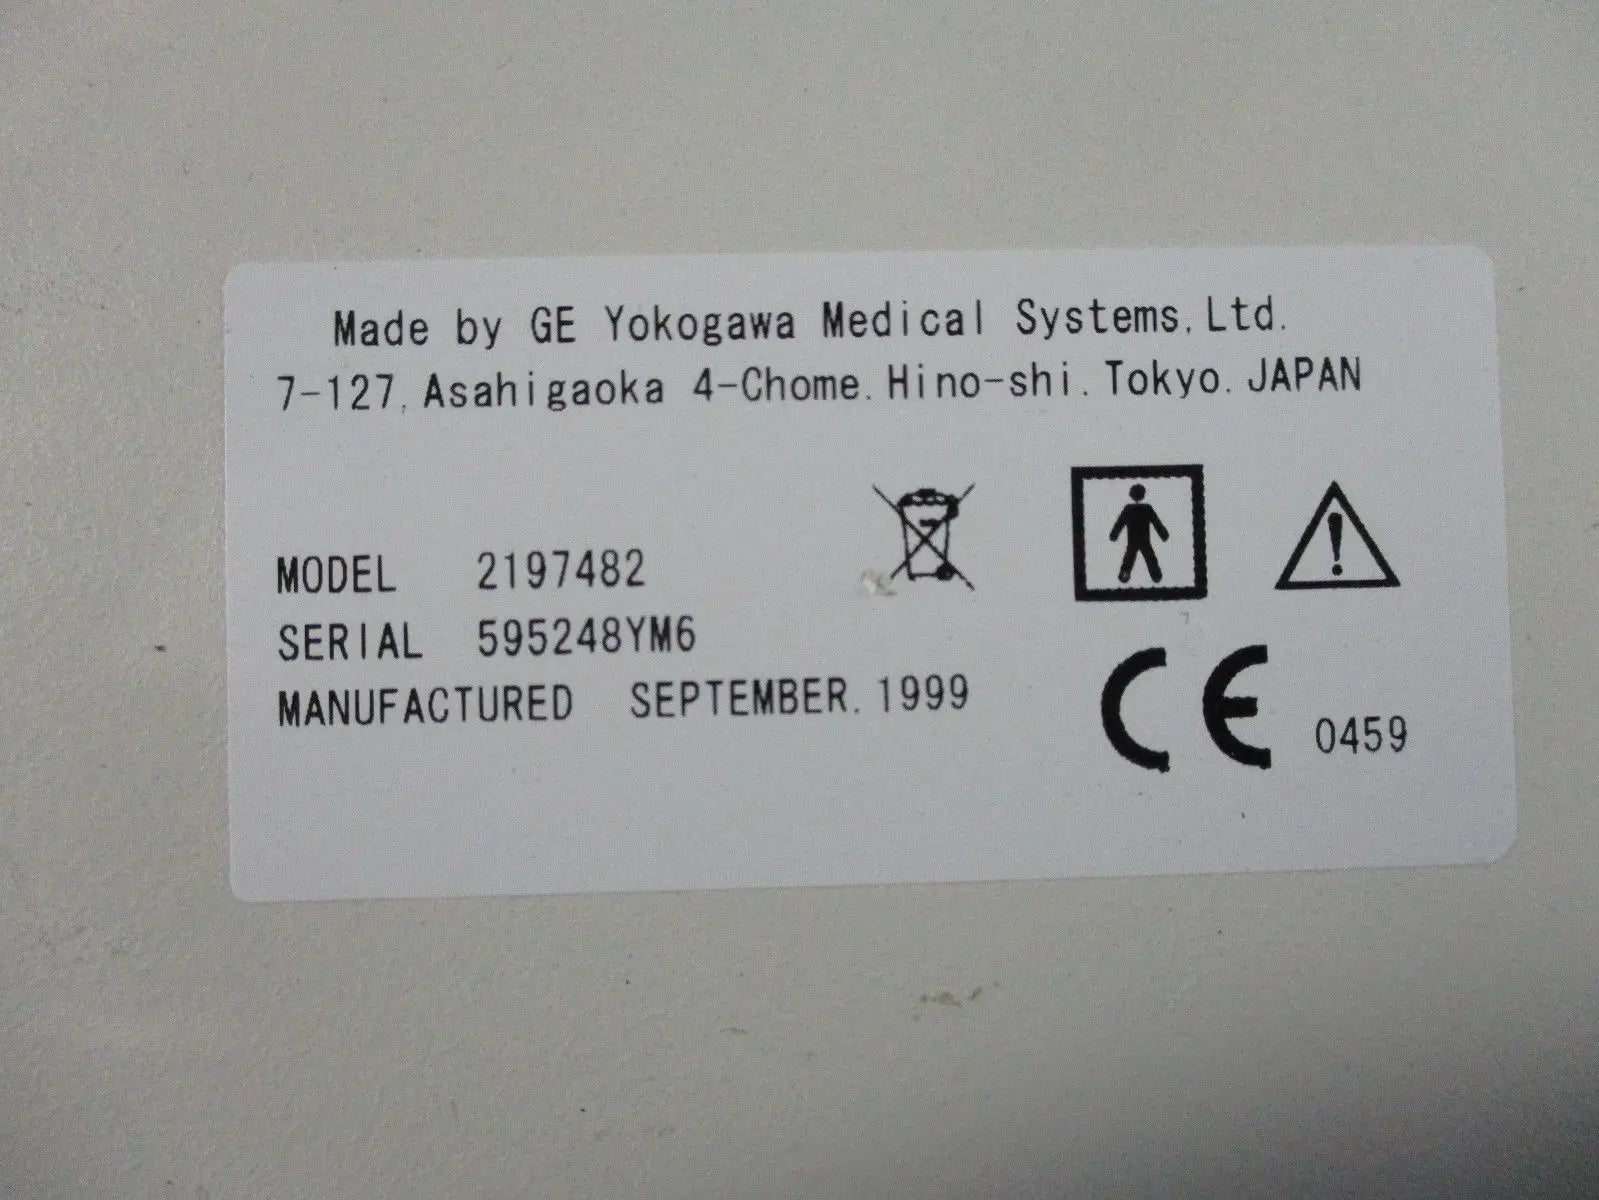 Made by GE Yokogawa Medical Systems,Ltd.
7-127,Asahigaoka 4-Chome.Hino-shi.Tokyo.JAPAN
MODEL 2197482
SERIAL 595248YM6
MANUFACTURED SEPTEMBER.1999
CE 0459